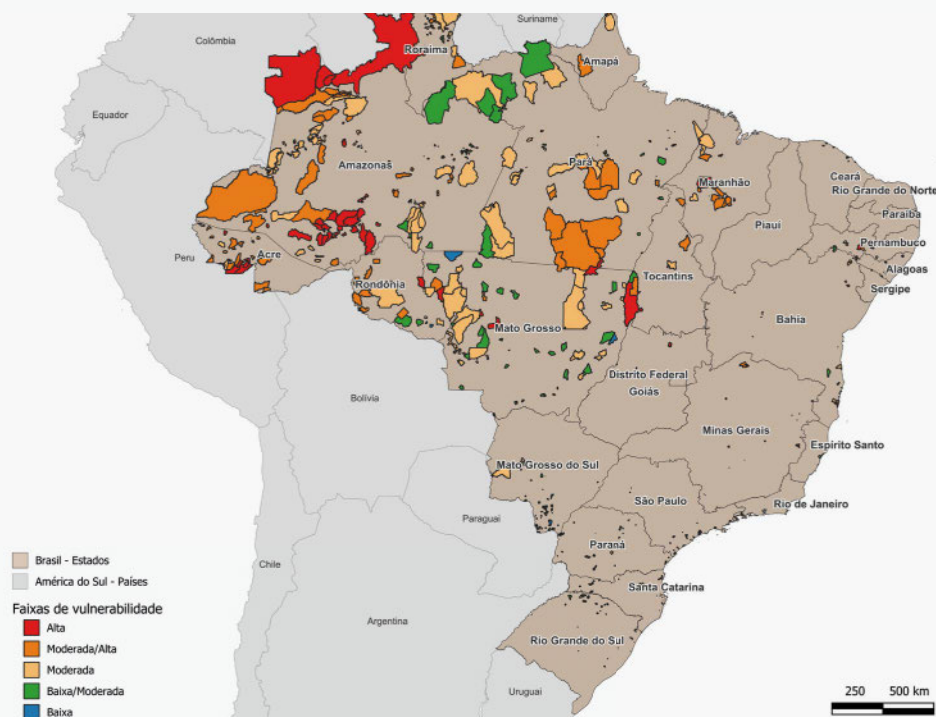 Suriname
Colômbia
Roraima
Amapá
Equador
Amazonas
Pará
Maranhão
Ceará
Rio Grande do Norte
Piauí
Paraíba
Pernambuco
Peru
Acre
Alagoas
Tocantins
Sergipe
Rondônia
Mato Grosso
Bahia
Distrito Federal
Goiás
Bolívia
Minas Gerais
Espírito Santo
Mato Grosso do Sul
São Paulo
Rio de Janeiro
Paraguai
Paraná
Brasil - Estados
Chile
América do Sul - Países
Santa Catarina
Faixas de vulnerabilidade
Alta
Argentina
Rio Grande do Sul
Moderada/Alta
Moderada
Baixa/Moderada
Uruguai
250 500 km
Baixa